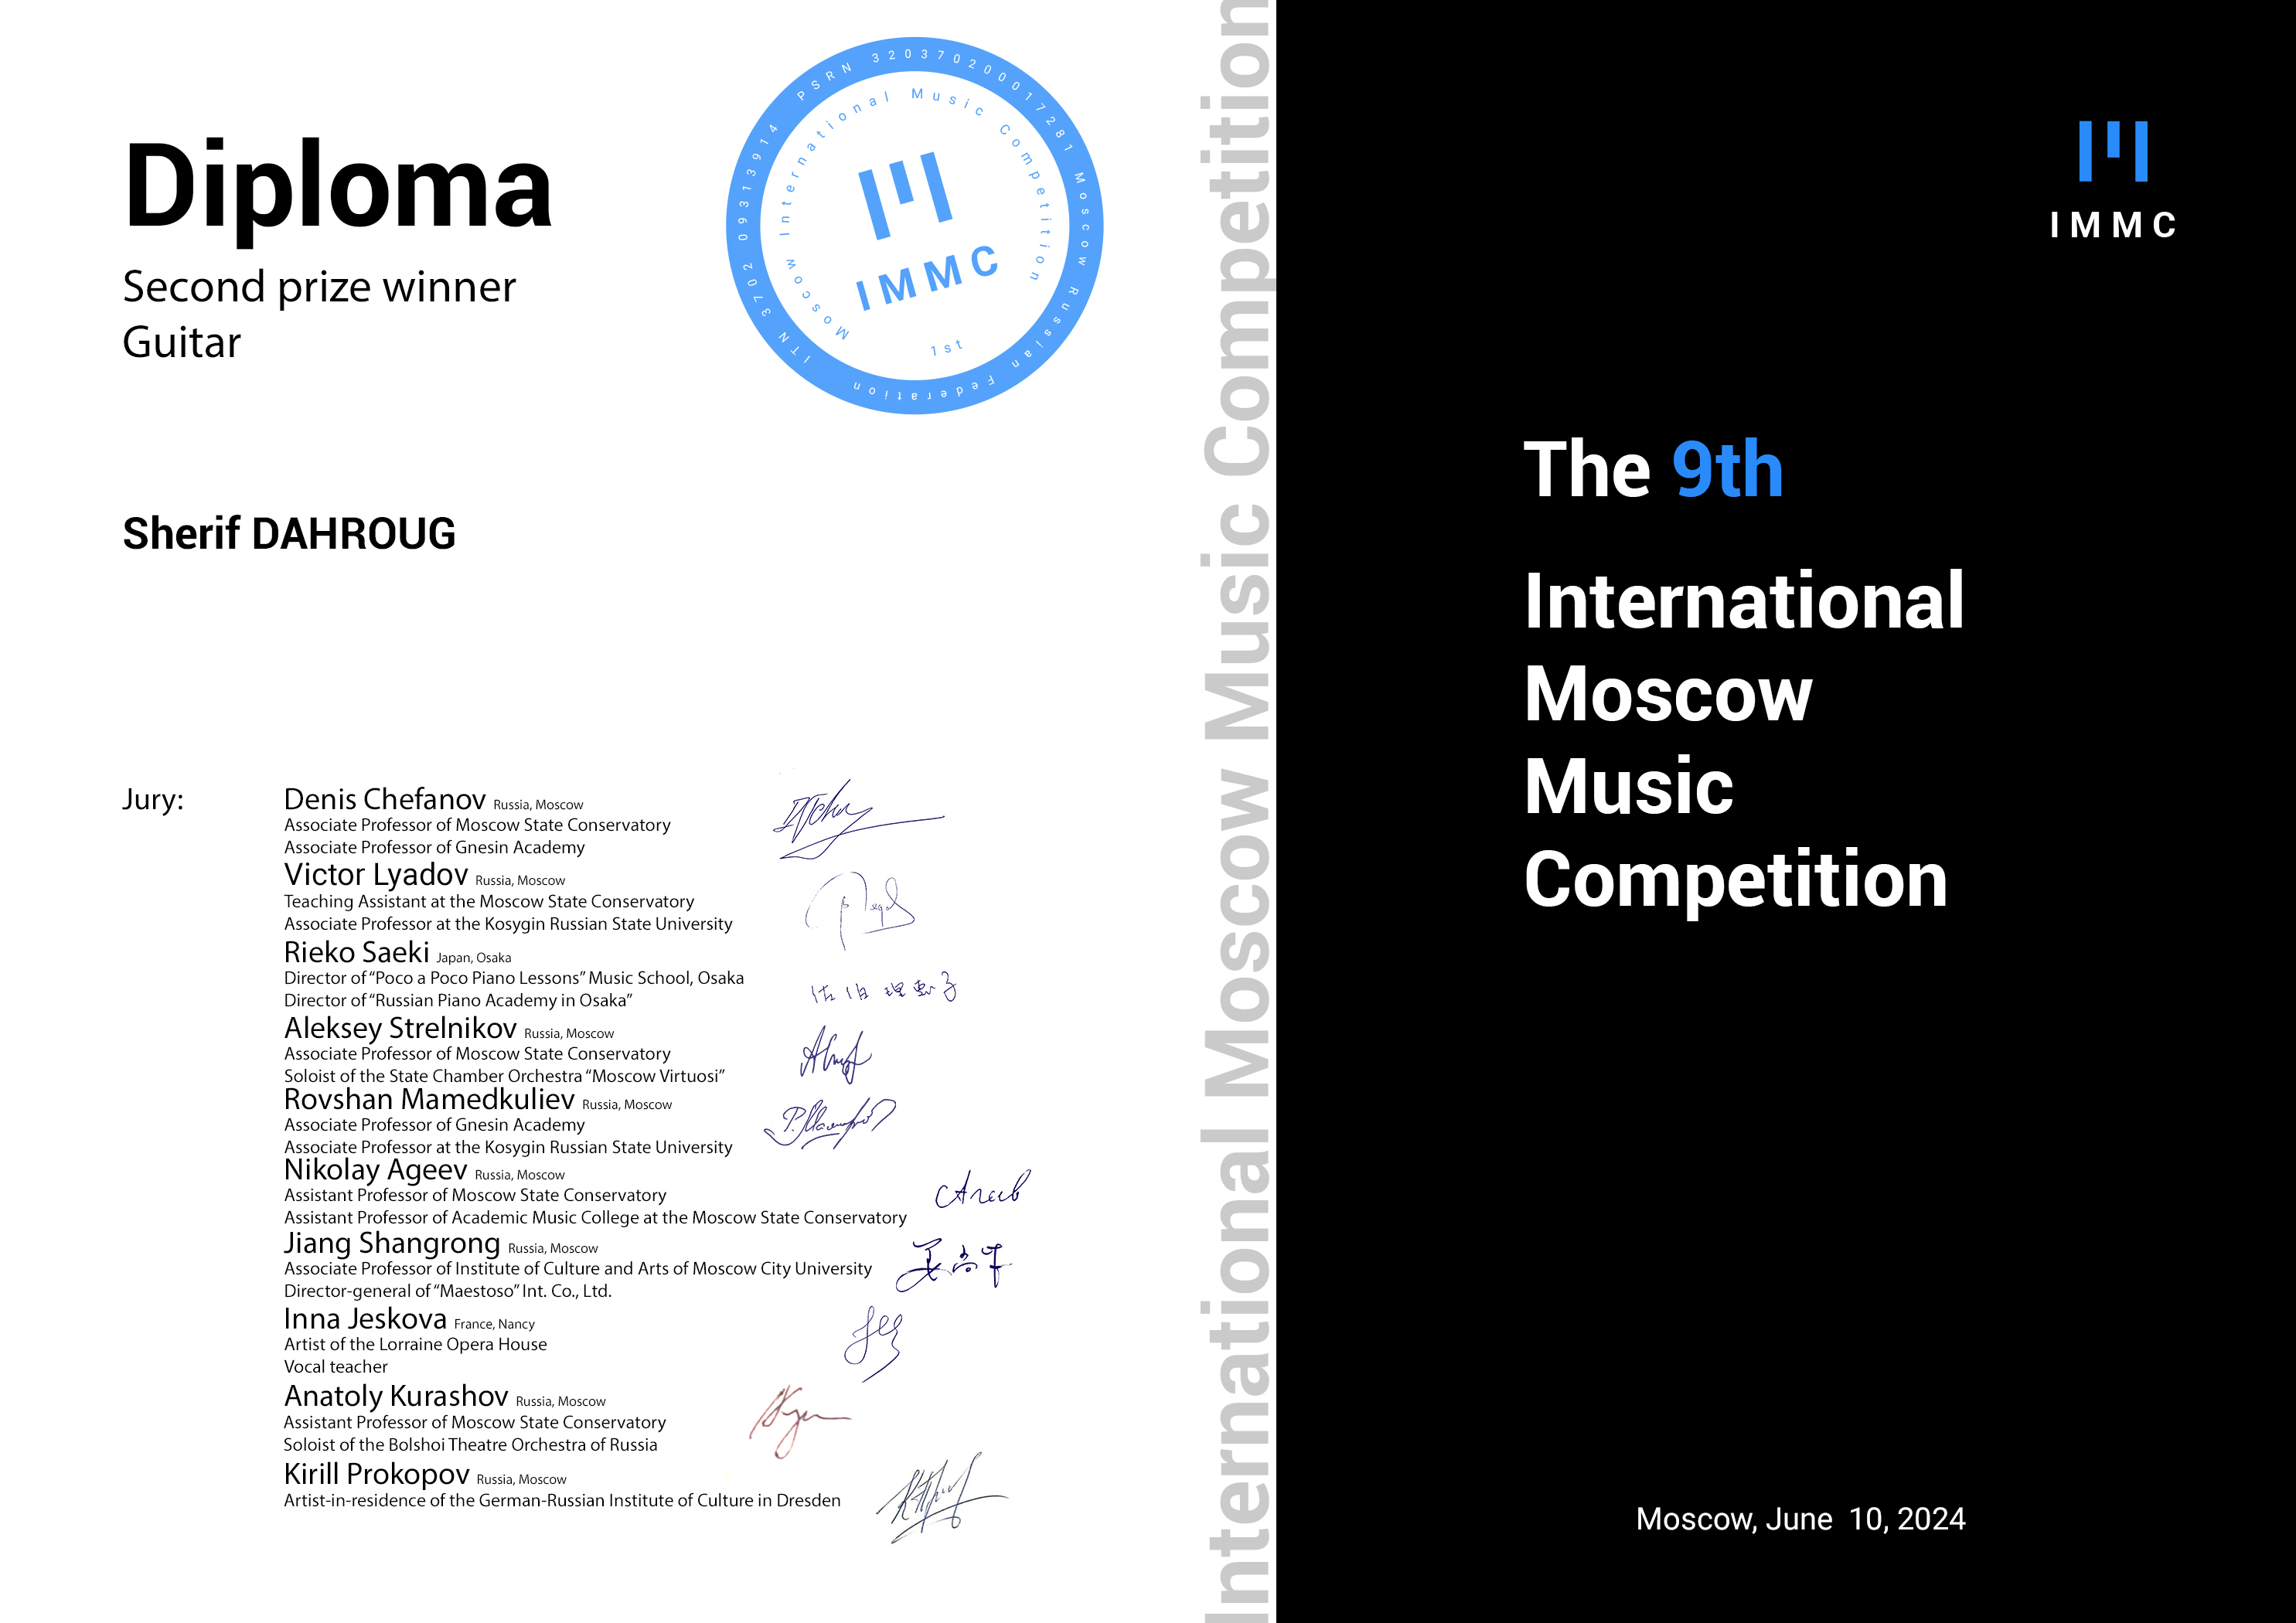 Diploma
Second prize winner
Guitar
ITN 3702 09313914 PSRN 320370200017281 Moscow Russian Federation
Moscow International Music Competition
IMMC
1st
Sherif DAHROUG
Jury:
Denis Chefanov Russia, Moscow
Associate Professor of Moscow State Conservatory
Associate Professor of Gnesin Academy
Victor Lyadov Russia, Moscow
Teaching Assistant at the Moscow State Conservatory
Associate Professor at the Kosygin Russian State University
Rieko Saeki Japan, Osaka
Director of “Poco a Poco Piano Lessons” Music School, Osaka
Director of “Russian Piano Academy in Osaka”
佐伯 理恵子
Aleksey Strelnikov Russia, Moscow
Associate Professor of Moscow State Conservatory
Soloist of the State Chamber Orchestra “Moscow Virtuosi”
Rovshan Mamedkuliev Russia, Moscow
Associate Professor of Gnesin Academy
Associate Professor at the Kosygin Russian State University
Nikolay Ageev Russia, Moscow
Assistant Professor of Moscow State Conservatory
Assistant Professor of Academic Music College at the Moscow State Conservatory
Jiang Shangrong Russia, Moscow
Associate Professor of Institute of Culture and Arts of Moscow City University
Director-general of “Maestoso” Int. Co., Ltd.
Inna Jeskova France, Nancy
Artist of the Lorraine Opera House
Vocal teacher
Anatoly Kurashov Russia, Moscow
Assistant Professor of Moscow State Conservatory
Soloist of the Bolshoi Theatre Orchestra of Russia
Kirill Prokopov Russia, Moscow
Artist-in-residence of the German-Russian Institute of Culture in Dresden
International Moscow Music Competition
IMMC
The 9th
International
Moscow
Music
Competition
Moscow, June 10, 2024